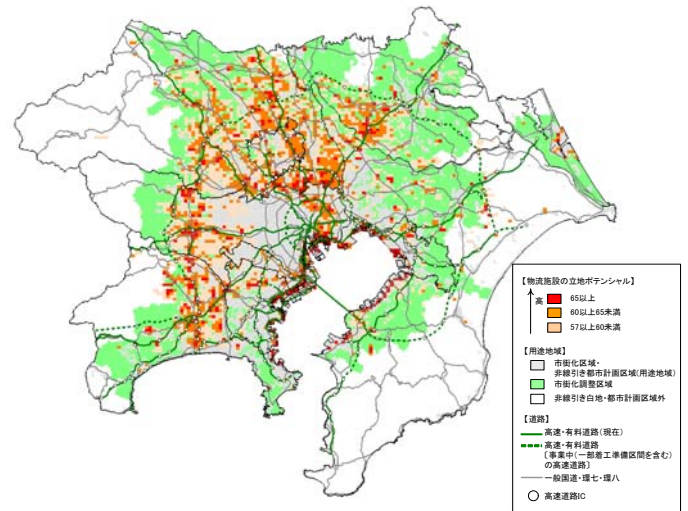 【物流施設の立地ポテンシャル】
高
65以上
60以上65未満
57以上60未満
【用途地域】
市街化区域・
非線引き都市計画区域(用途地域)
市街化調整区域
非線引き白地・都市計画区域外
【道路】
高速・有料道路(現在)
高速・有料道路
〔事業中(一部着工準備区間を含む)
の高速道路〕
一般国道・環七・環八
高速道路IC